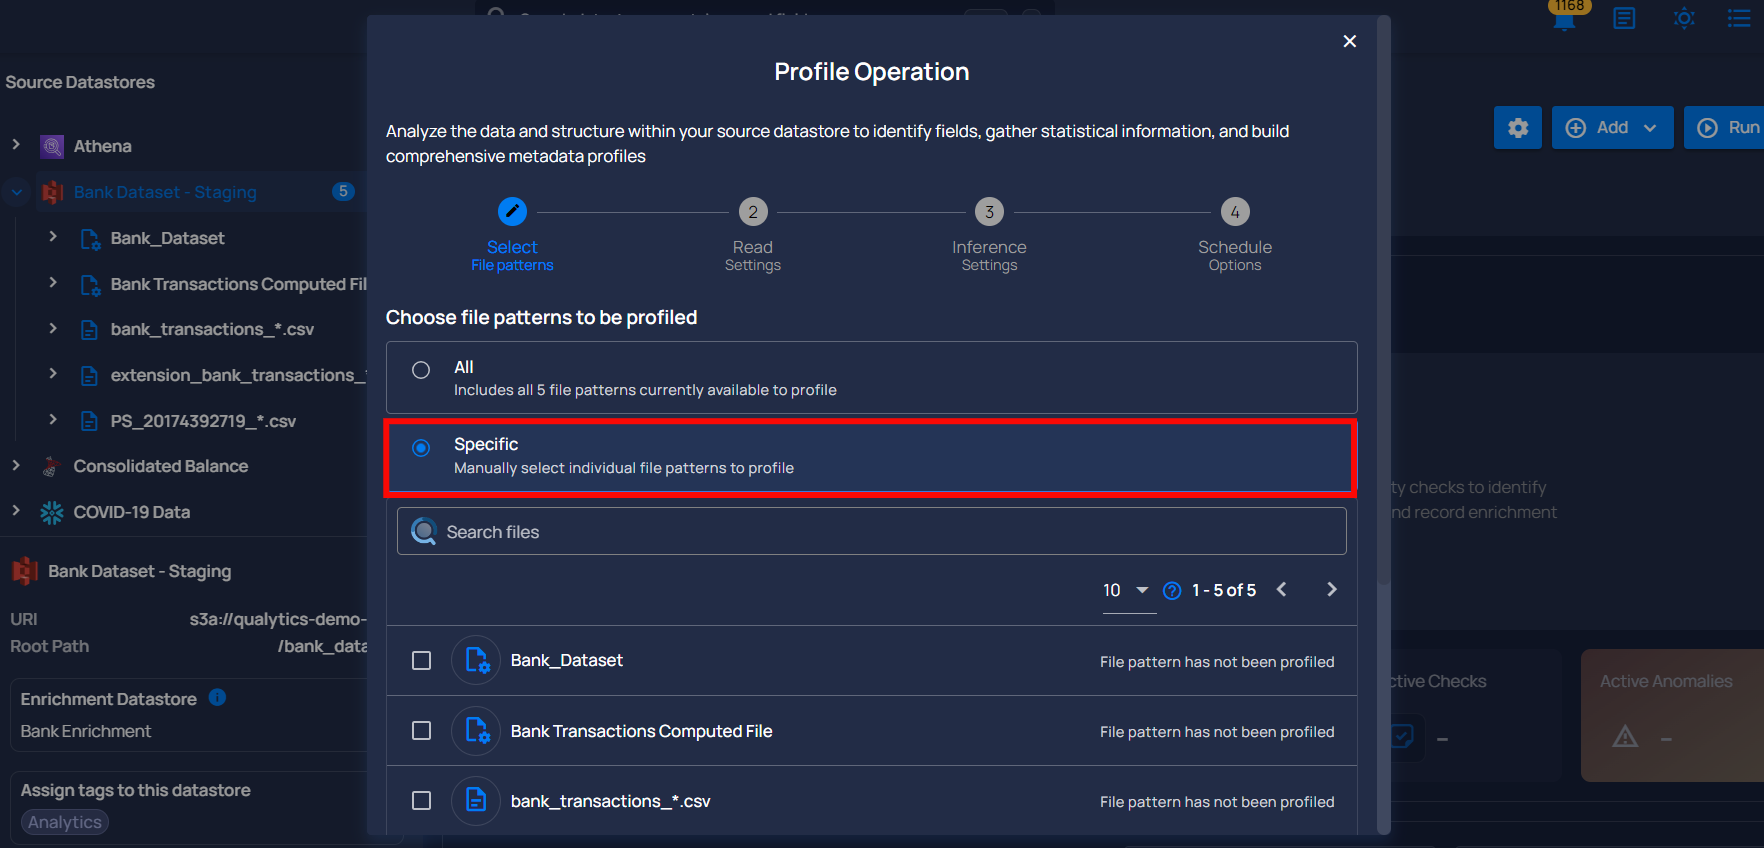 1168
Source Datastores
Athena
Bank Dataset - Staging
5
Bank_Dataset
Bank Transactions Computed Fil
bank_transactions_*.csv
extension_bank_transactions_*
PS_20174392719_*.csv
Consolidated Balance
COVID-19 Data
Bank Dataset - Staging
URI s3a://qualytics-demo-
Root Path /bank_data
Enrichment Datastore
Bank Enrichment
Assign tags to this datastore
Analytics
Profile Operation
Analyze the data and structure within your source datastore to identify fields, gather statistical information, and build
comprehensive metadata profiles
Select
File patterns
2
Read
Settings
3
Inference
Settings
4
Schedule
Options
Choose file patterns to be profiled
All
Includes all 5 file patterns currently available to profile
Specific
Manually select individual file patterns to profile
Search files
10
1 - 5 of 5
Bank_Dataset File pattern has not been profiled
Bank Transactions Computed File File pattern has not been profiled
bank_transactions_*.csv File pattern has not been profiled
Add
Run
ty checks to identify
nd record enrichment
ctive Checks
–
Active Anomalies
–